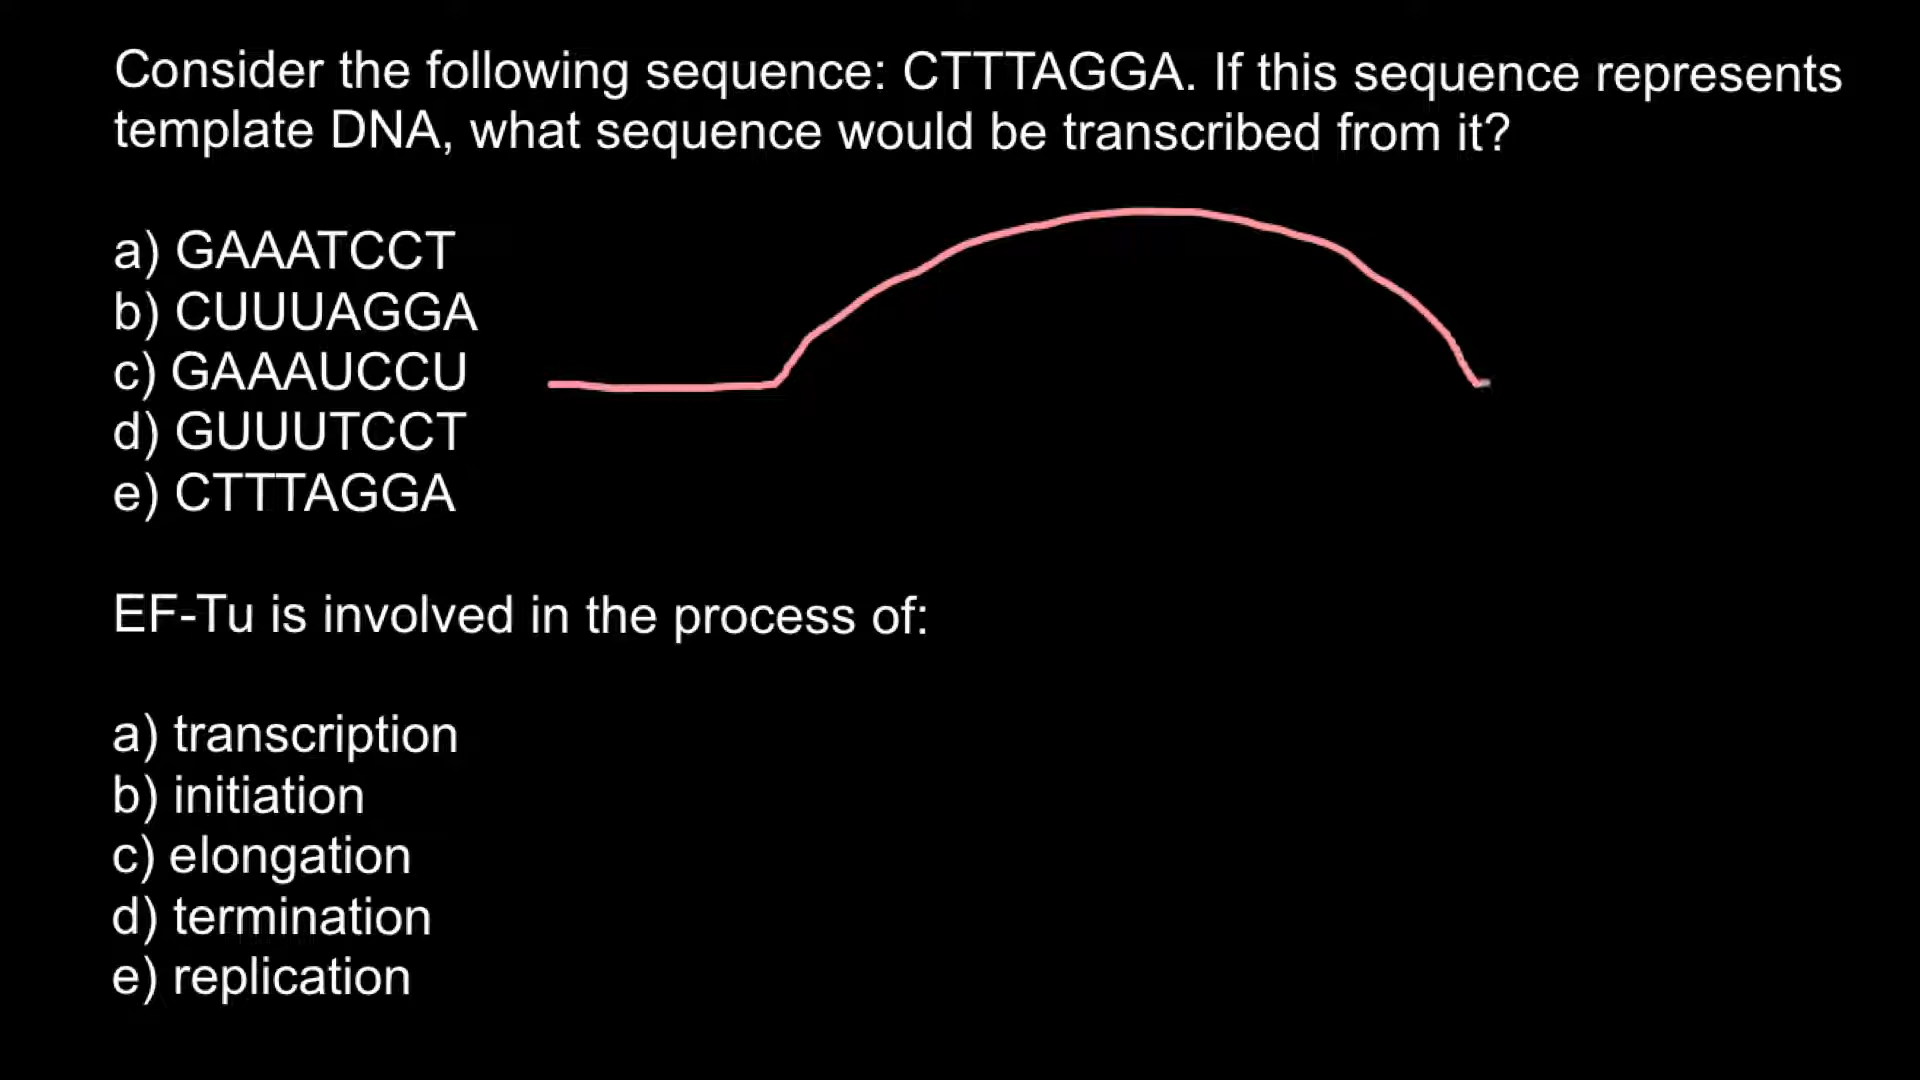 Consider the following sequence: CTTTAGGA. If this sequence represents
template DNA, what sequence would be transcribed from it?
a) GAAATCCT
b) CUUUAGGA
c) GAAAUCCU
d) GUUUTCCT
e) CTTTAGGA
EF-Tu is involved in the process of:
a) transcription
b) initiation
c) elongation
d) termination
e) replication